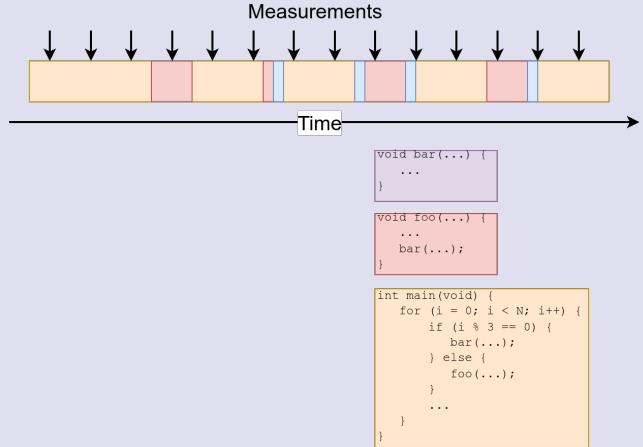 Measurements
Time
void bar(...) {
   ...
}
void foo(...) {
   ...
   bar(...);
}
int main(void) {
   for (i = 0; i < N; i++) {
       if (i % 3 == 0) {
          bar(...);
       } else {
          foo(...);
       }
       ...
   }
}